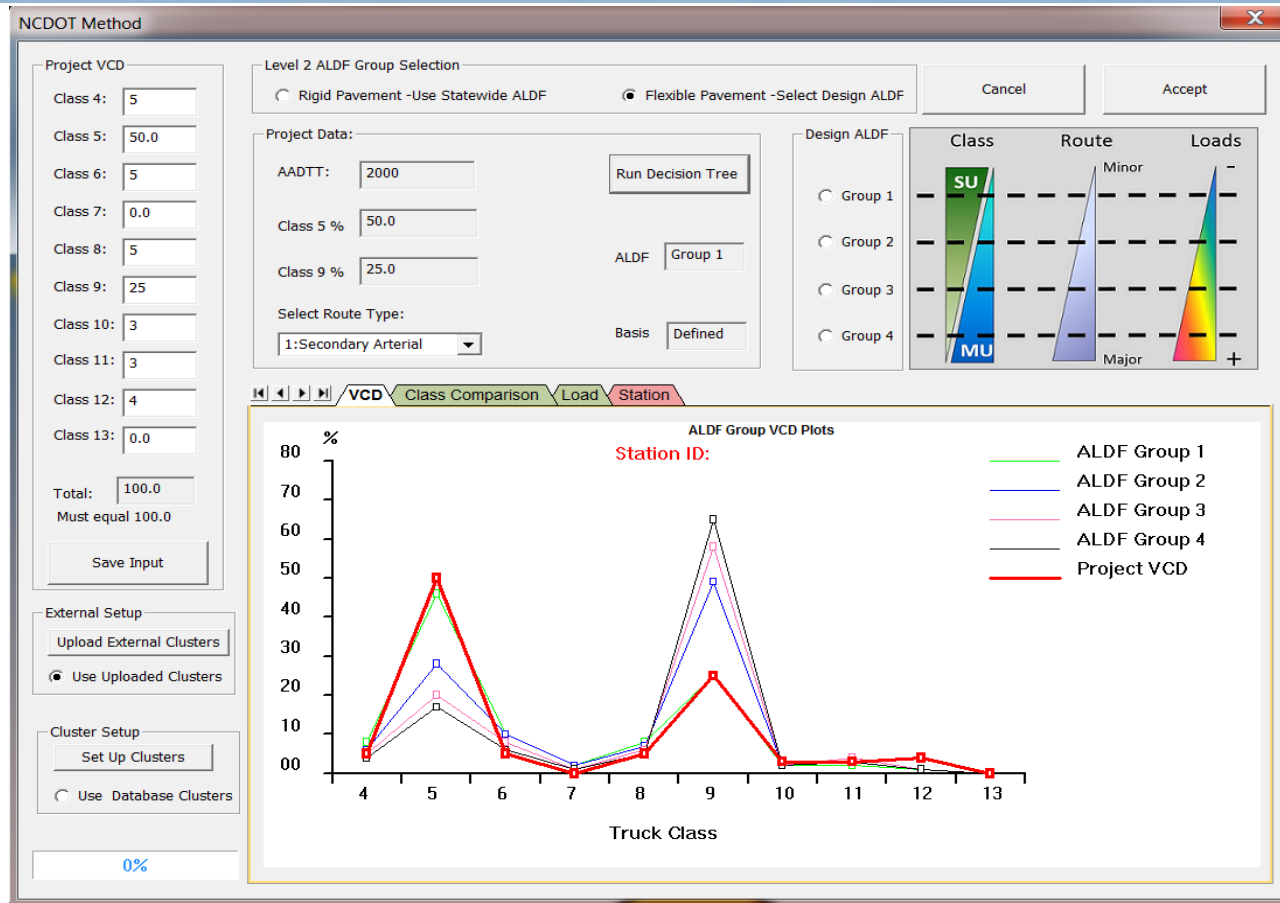 NCDOT Method
X
Project VCD
Class 4: 5
Class 5: 50.0
Class 6: 5
Class 7: 0.0
Class 8: 5
Class 9: 25
Class 10: 3
Class 11: 3
Class 12: 4
Class 13: 0.0
Total: 100.0
Must equal 100.0
Save Input
External Setup
Upload External Clusters
Use Uploaded Clusters
Cluster Setup
Set Up Clusters
Use Database Clusters
0%
Level 2 ALDF Group Selection
Rigid Pavement -Use Statewide ALDF
Flexible Pavement -Select Design ALDF
Cancel
Accept
Project Data:
AADTT: 2000
Class 5 % 50.0
Class 9 % 25.0
Select Route Type:
1:Secondary Arterial
Run Decision Tree
ALDF Group 1
Basis Defined
Design ALDF
Group 1
Group 2
Group 3
Group 4
Class Route Loads
SU
Minor -
MU
Major +
VCD Class Comparison Load Station
ALDF Group VCD Plots
Station ID:
%
80
70
60
50
40
30
20
10
00
4 5 6 7 8 9 10 11 12 13
Truck Class
ALDF Group 1
ALDF Group 2
ALDF Group 3
ALDF Group 4
Project VCD